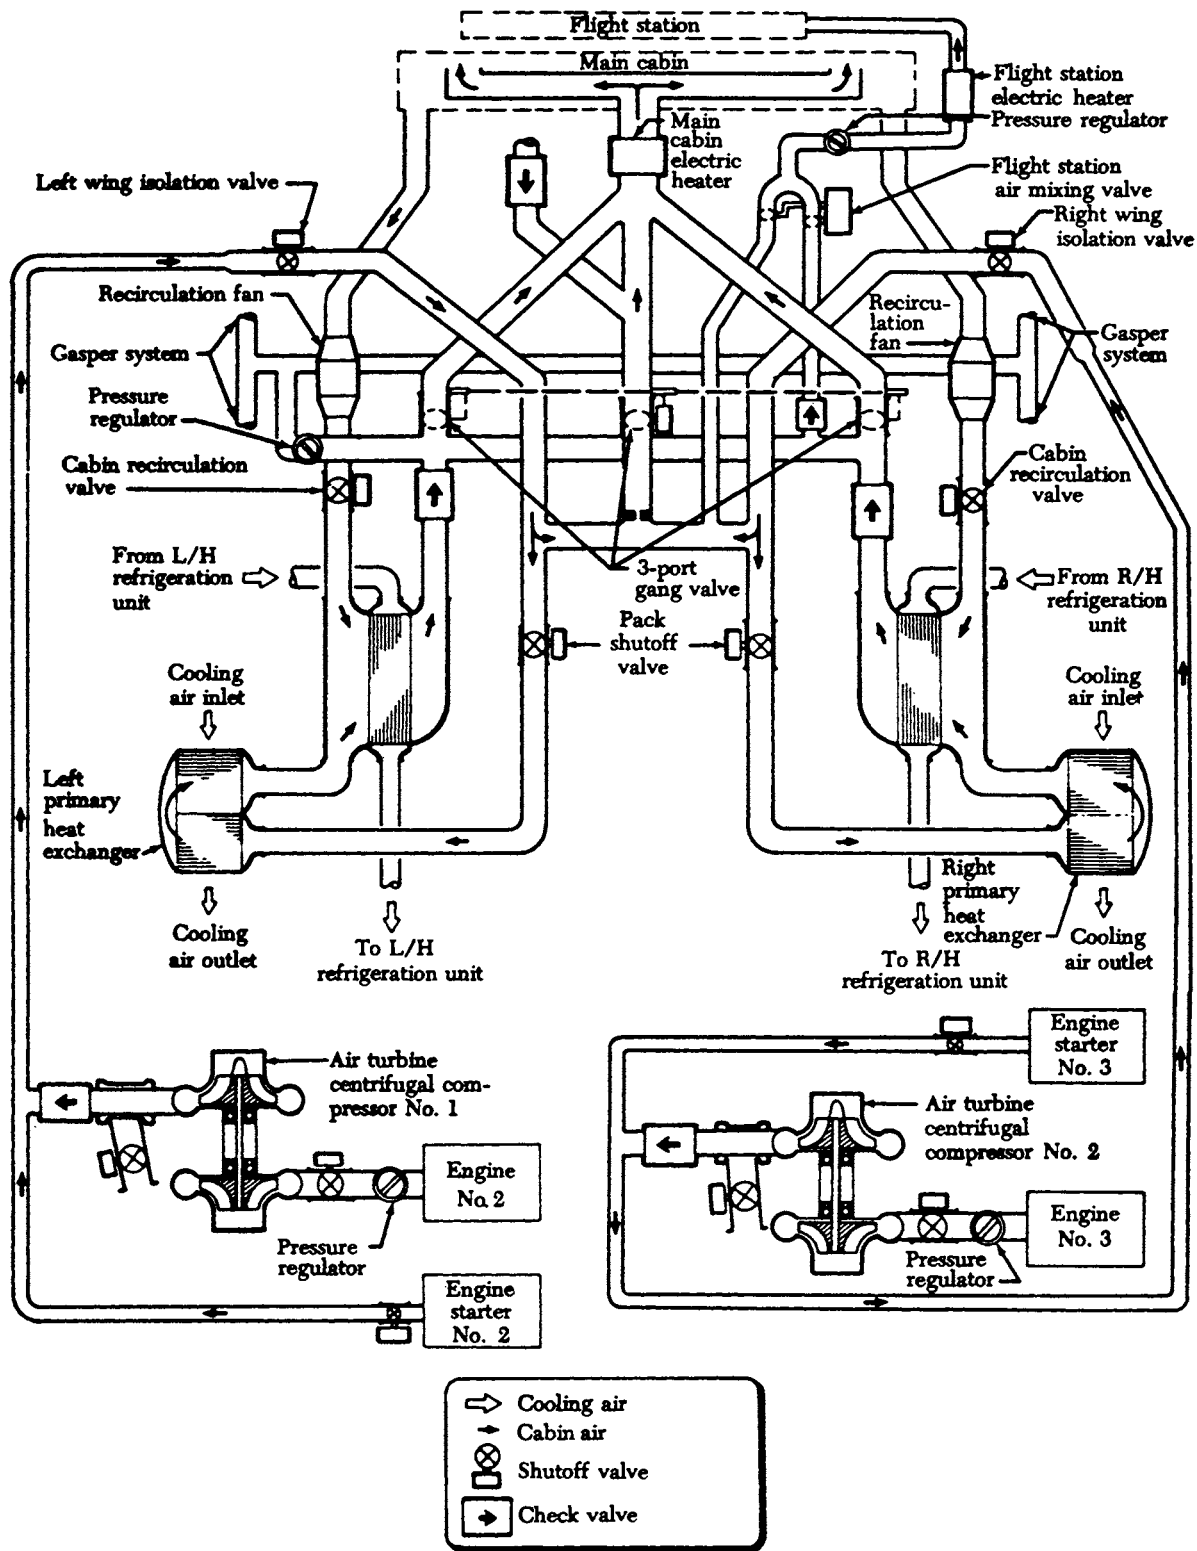 Flight station
Main cabin
Flight station
electric heater
Pressure regulator
Main
cabin
electric
heater
Flight station
air mixing valve
Left wing isolation valve
Right wing
isolation valve
Recirculation fan
Recircu-
lation
fan
Gasper system
Gasper
system
Pressure
regulator
Cabin recirculation
valve
Cabin
recirculation
valve
From L/H
refrigeration
unit
3-port
gang valve
From R/H
refrigeration
unit
Pack
shutoff
valve
Cooling
air inlet
Cooling
air inlet
Left
primary
heat
exchanger
Right
primary
heat
exchanger
Cooling
air outlet
To L/H
refrigeration unit
To R/H
refrigeration unit
Cooling
air outlet
Engine
starter
No. 3
Air turbine
centrifugal com-
pressor No. 1
Air turbine
centrifugal
compressor No. 2
Engine
No. 2
Engine
No. 3
Pressure
regulator
Pressure
regulator
Engine
starter
No. 2
Cooling air
Cabin air
Shutoff valve
Check valve